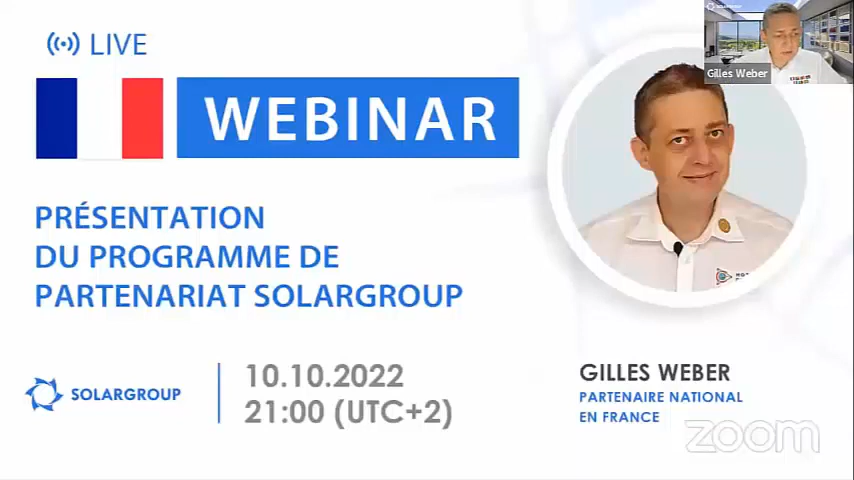 LIVE
SOLARGROUP
Gilles Weber
WEBINAR
PRÉSENTATION
DU PROGRAMME DE
PARTENARIAT SOLARGROUP
SOLARGROUP
10.10.2022
21:00 (UTC+2)
GILLES WEBER
PARTENAIRE NATIONAL
EN FRANCE
zoom